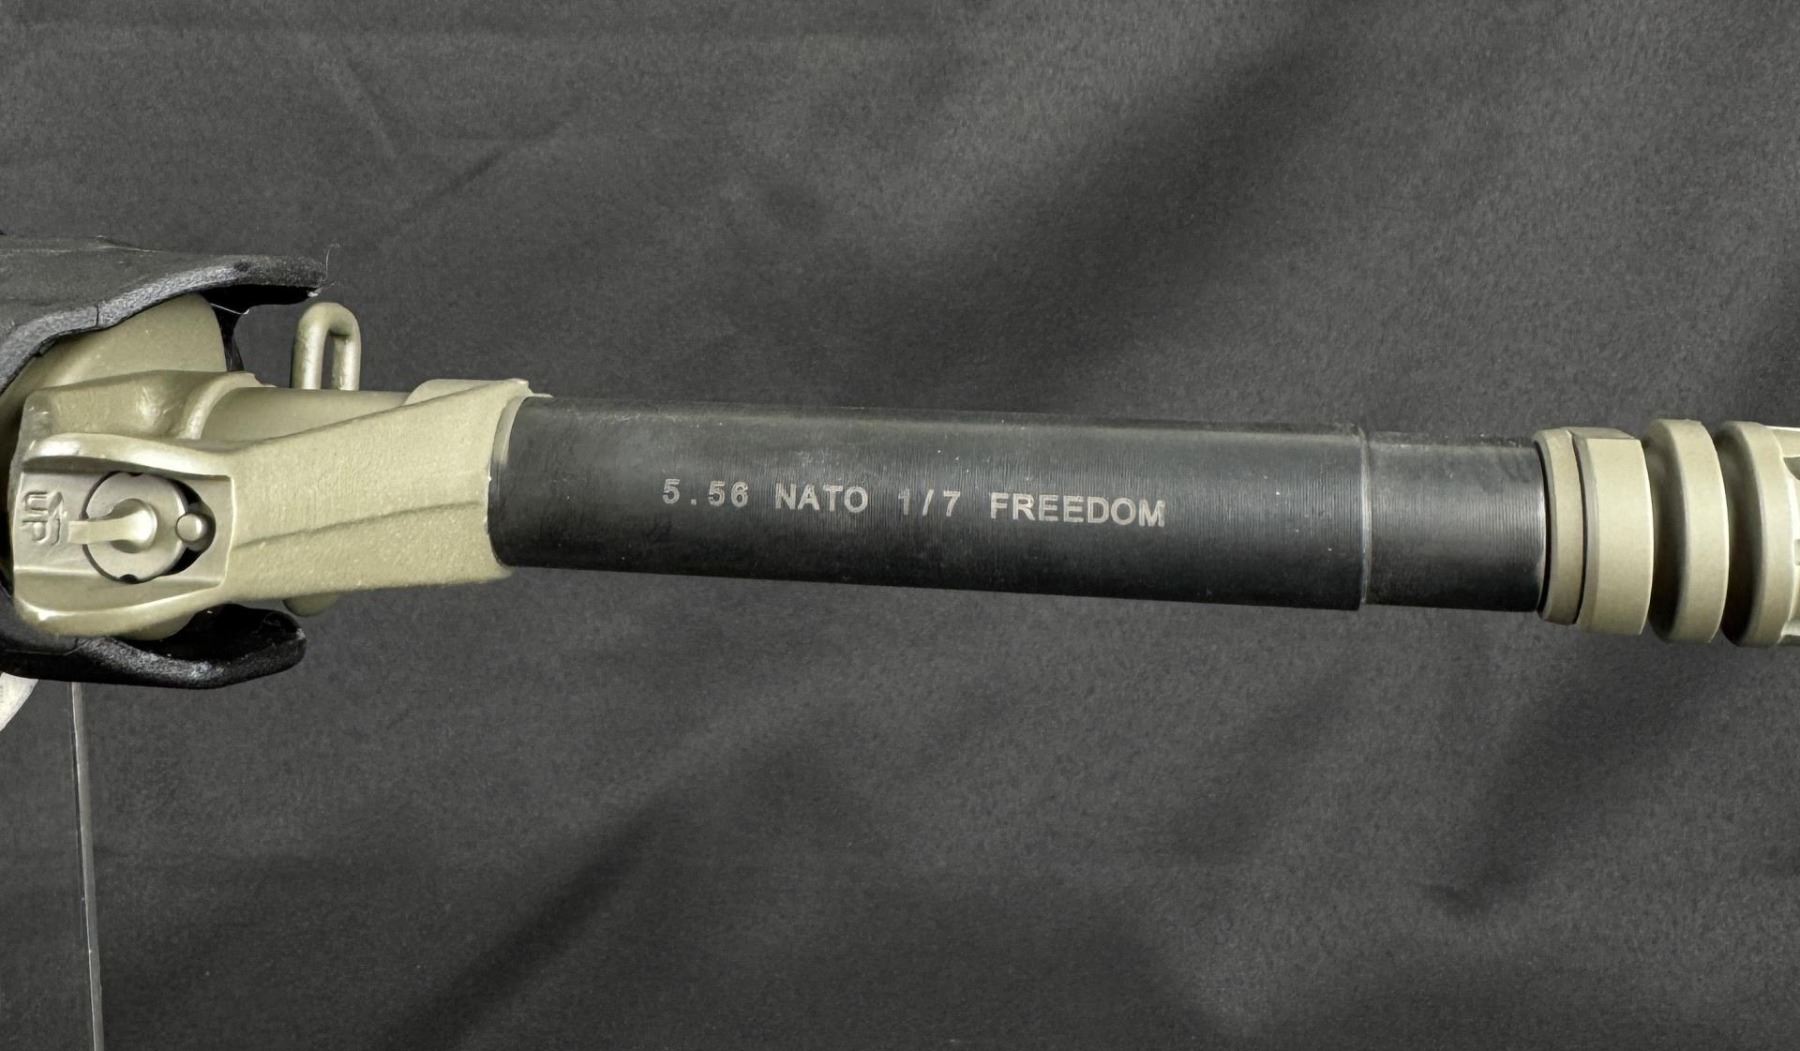 UP
5.56 NATO 1/7 FREEDOM